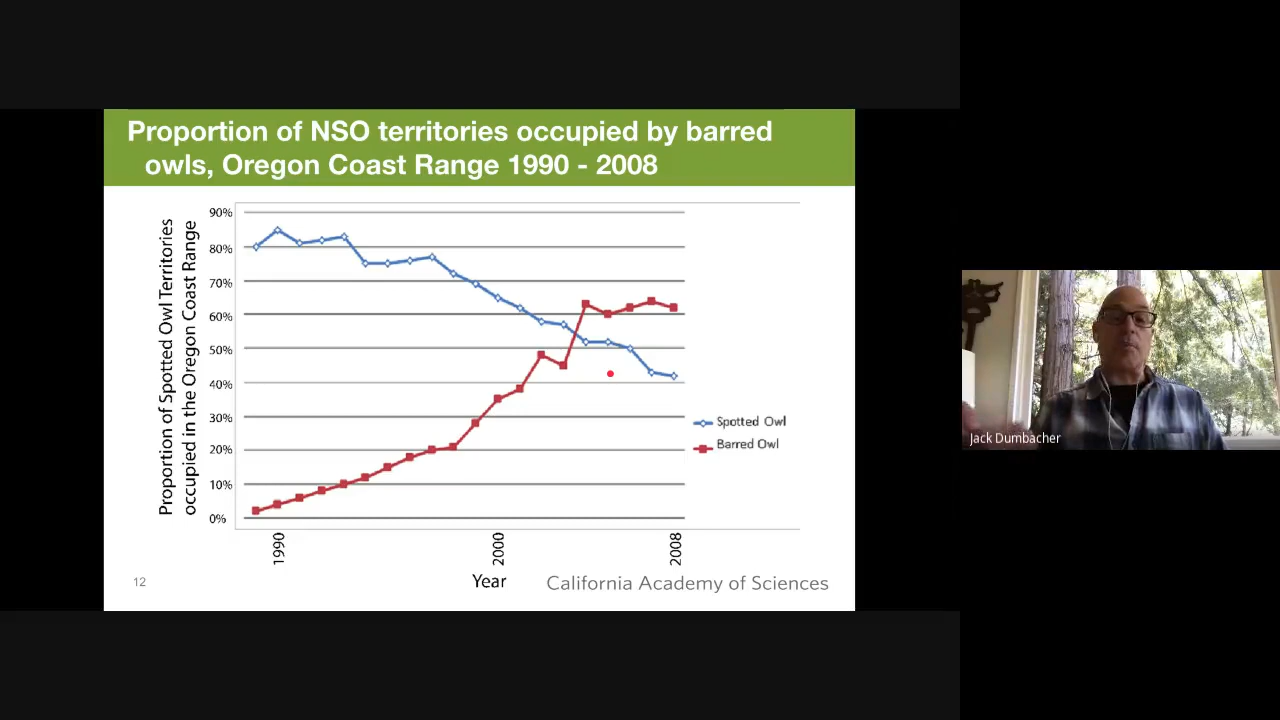 Proportion of NSO territories occupied by barred
owls, Oregon Coast Range 1990 - 2008
Proportion of Spotted Owl Territories
occupied in the Oregon Coast Range
90%
80%
70%
60%
50%
40%
30%
20%
10%
0%
Spotted Owl
Barred Owl
1990
2000
2008
Year
12
California Academy of Sciences
Jack Dumbacher